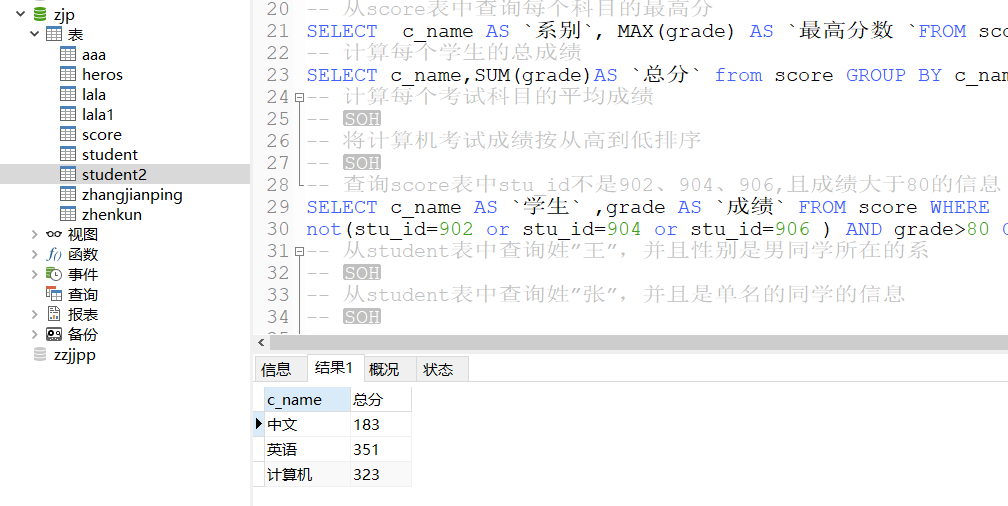 zjp
表
aaa
heros
lala
lala1
score
student
student2
zhangjianping
zhenkun
视图
函数
事件
查询
报表
备份
zzjjpp
20 -- 从score表中查询每个科目的最高分
21 SELECT  c_name AS `系别`, MAX(grade) AS `最高分数 `FROM sco
22 -- 计算每个学生的总成绩
23 SELECT c_name,SUM(grade)AS `总分` from score GROUP BY c_nam
24 -- 计算每个考试科目的平均成绩
25 -- SOH
26 -- 将计算机考试成绩按从高到低排序
27 -- SOH
28 -- 查询score表中stu_id不是902、904、906,且成绩大于80的信息
29 SELECT c_name AS `学生` ,grade AS `成绩` FROM score WHERE
30 not(stu_id=902 or stu_id=904 or stu_id=906 ) AND grade>80
31 -- 从student表中查询姓”王”，并且性别是男同学所在的系
32 -- SOH
33 -- 从student表中查询姓”张”，并且是单名的同学的信息
34 -- SOH
信息 结果1 概况 状态
c_name 总分
中文 183
英语 351
计算机 323